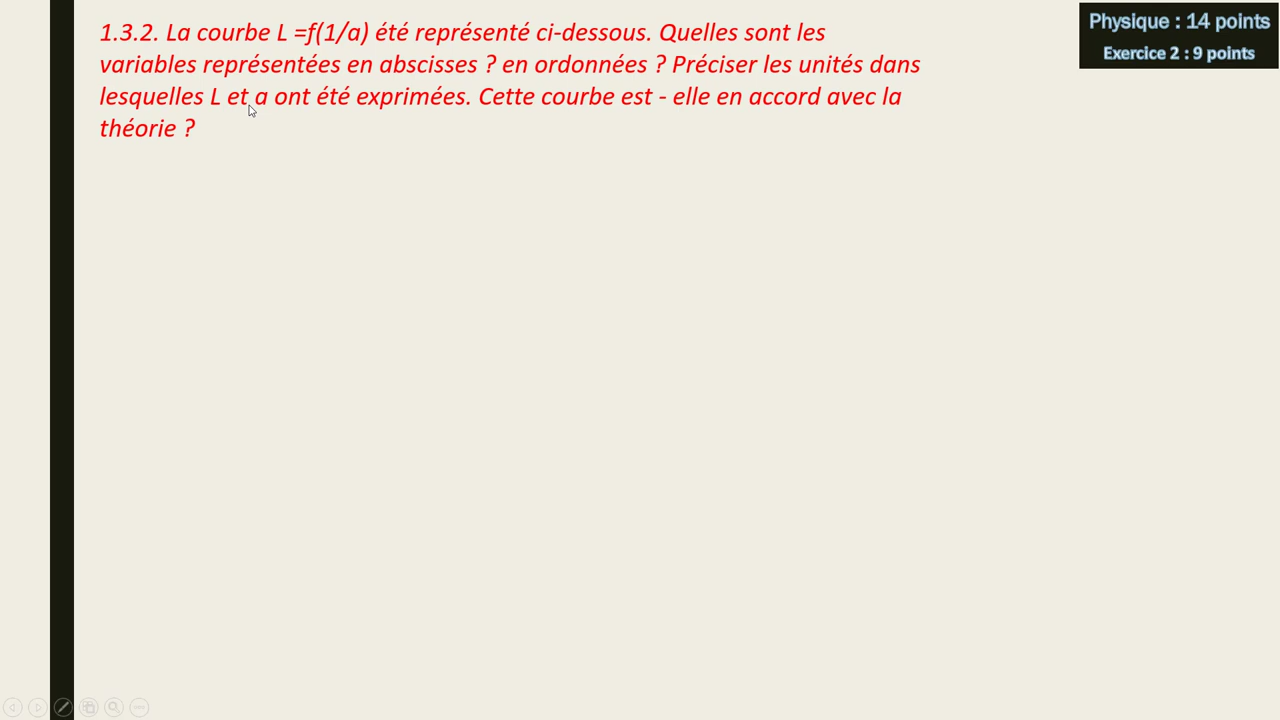 1.3.2. La courbe L =f(1/a) été représenté ci-dessous. Quelles sont les
variables représentées en abscisses ? en ordonnées ? Préciser les unités dans
lesquelles L et a ont été exprimées. Cette courbe est - elle en accord avec la
théorie ?
Physique : 14 points
Exercice 2 : 9 points